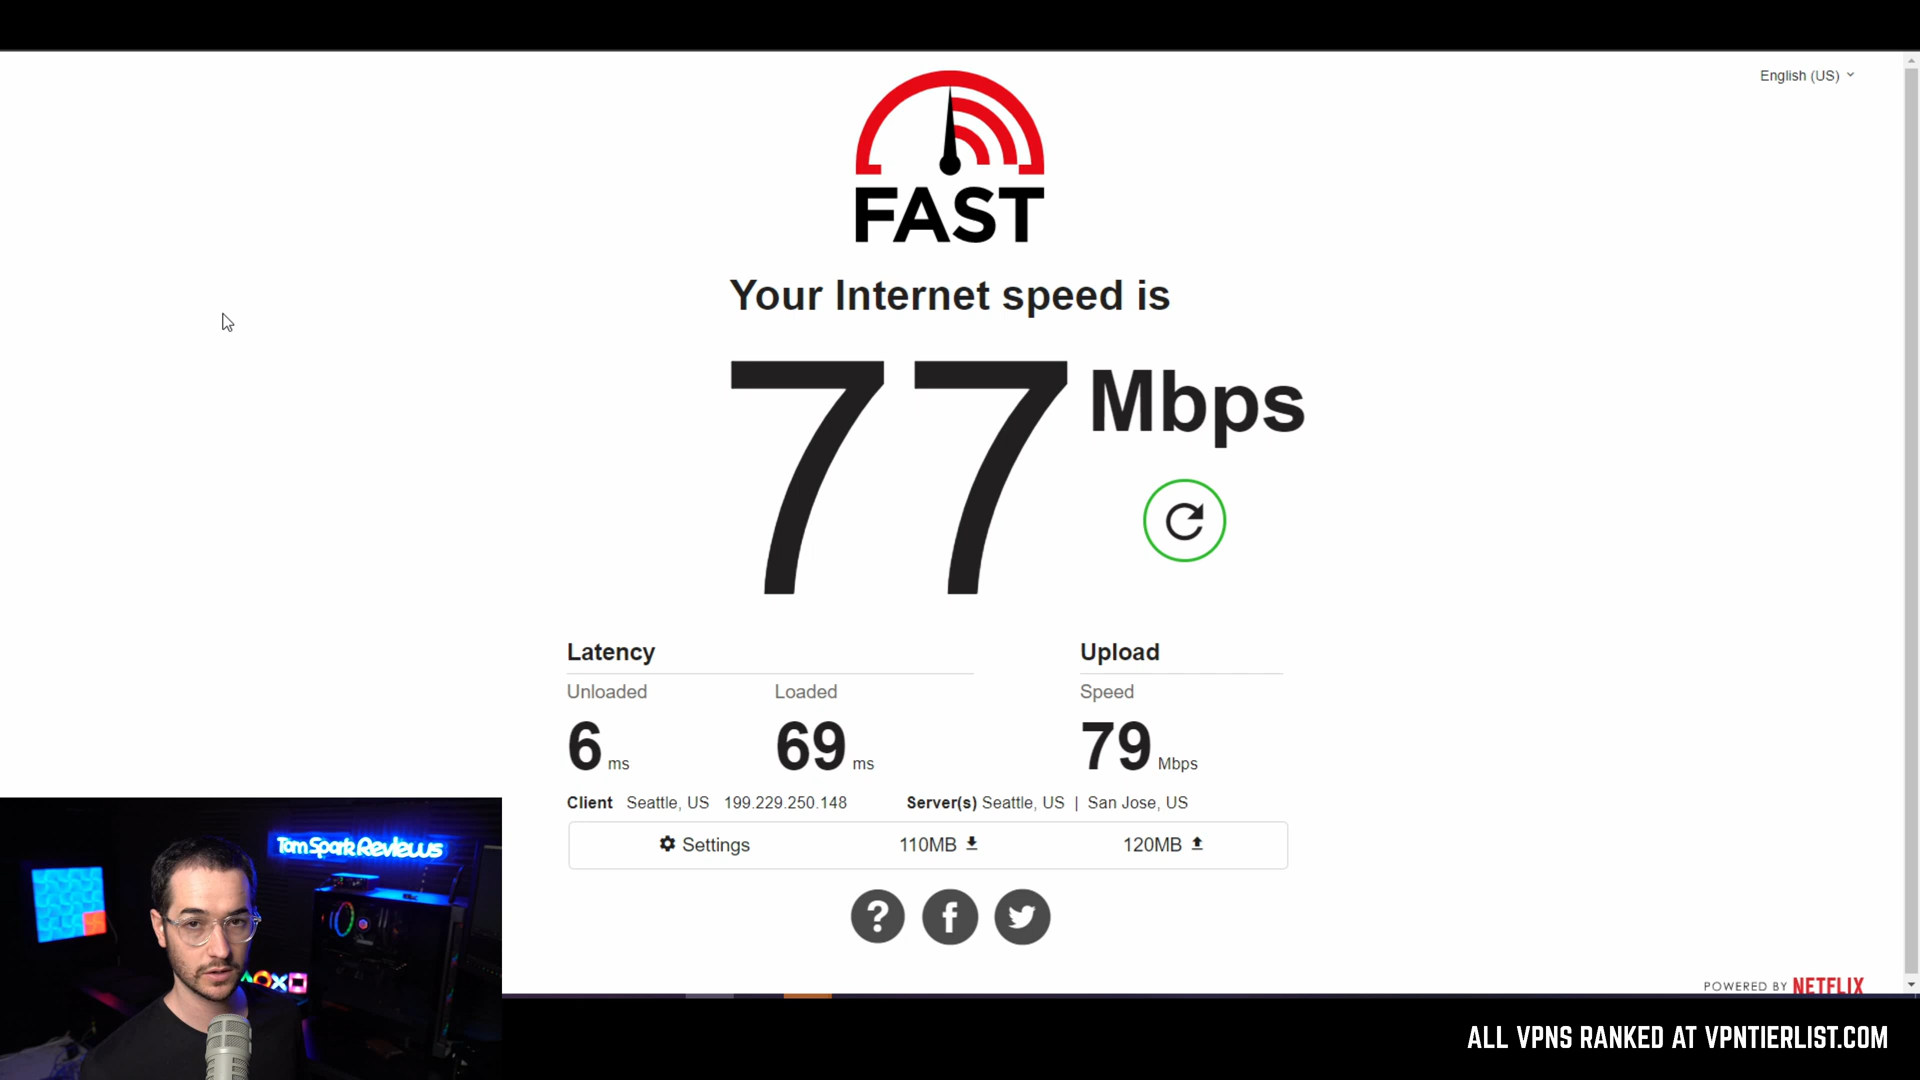 English (US)
FAST
Your Internet speed is
77 Mbps
Latency
Upload
Unloaded
Loaded
Speed
6 ms
69 ms
79 Mbps
Client Seattle, US 199.229.250.148 Server(s) Seattle, US | San Jose, US
Settings 110MB 120MB
Tom Spark Reviews
POWERED BY NETFLIX
ALL VPNS RANKED AT VPNTIERLIST.COM